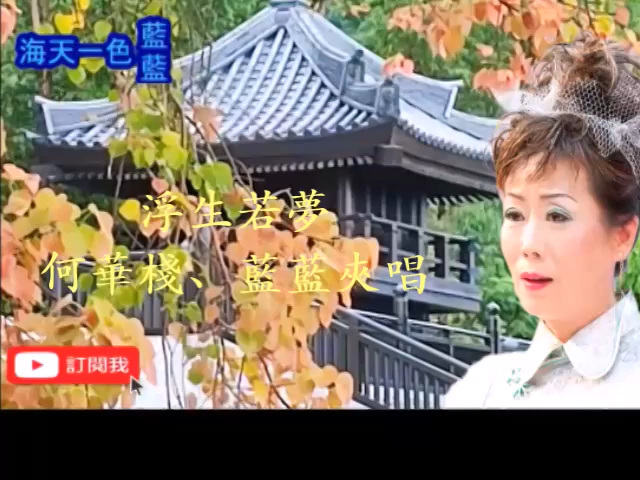 海天一色 藍藍
浮生若夢
何華棧、藍藍夾唱
訂閱我